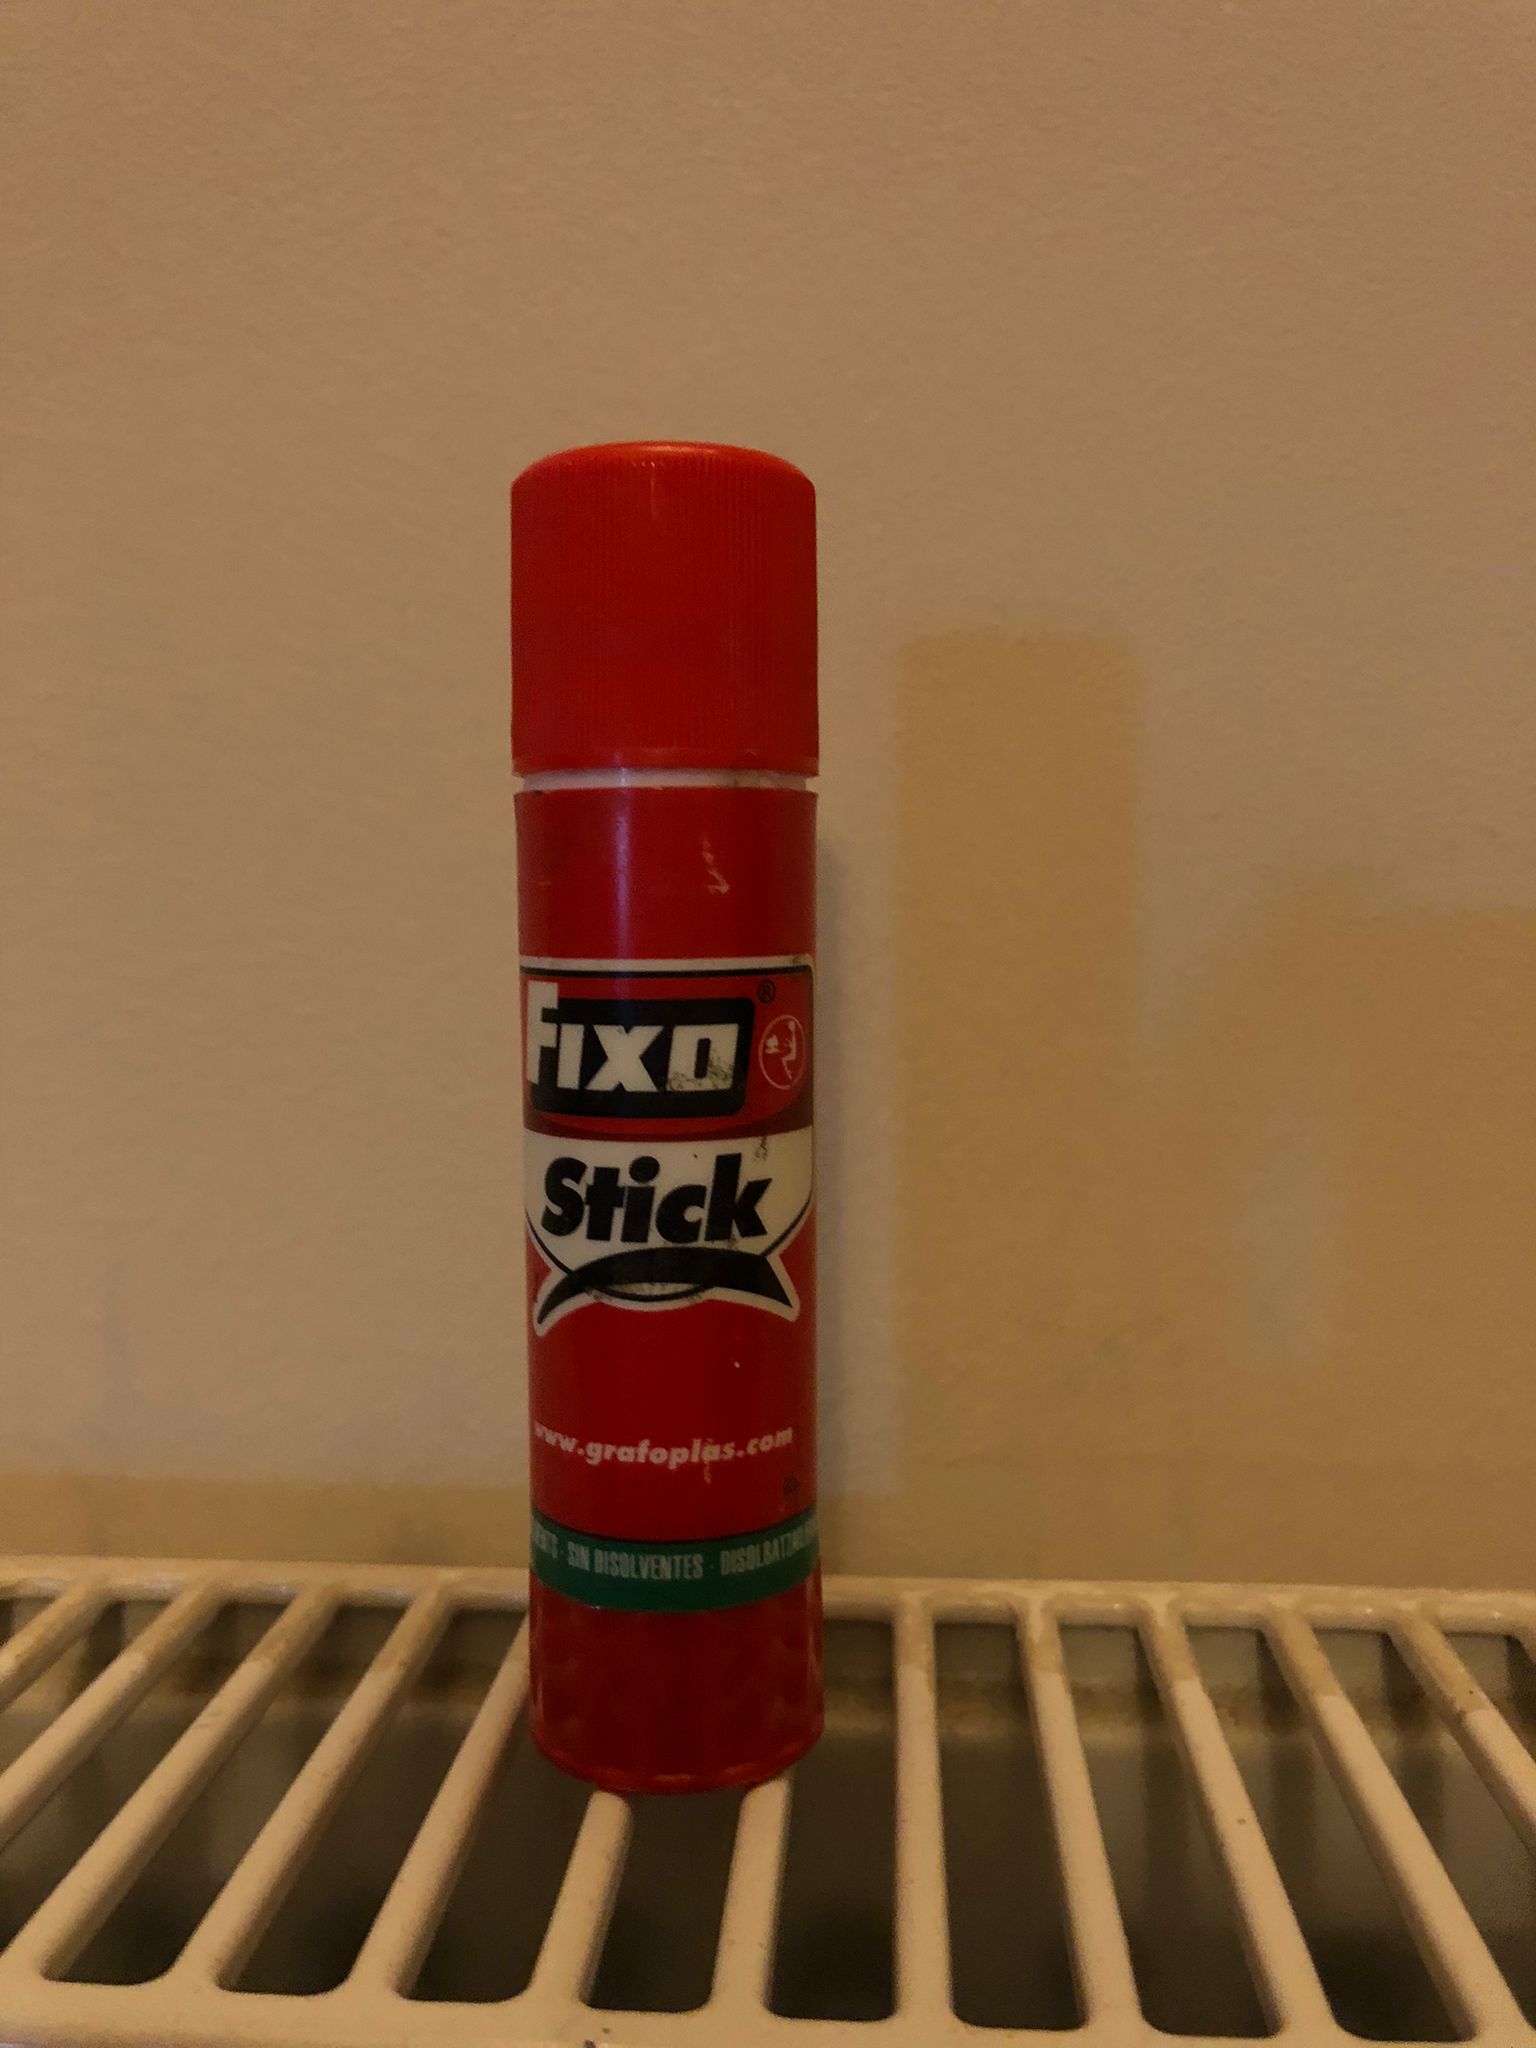 Fixo®
Stick
www.grafoplas.com
SIN DISOLVENTES ·